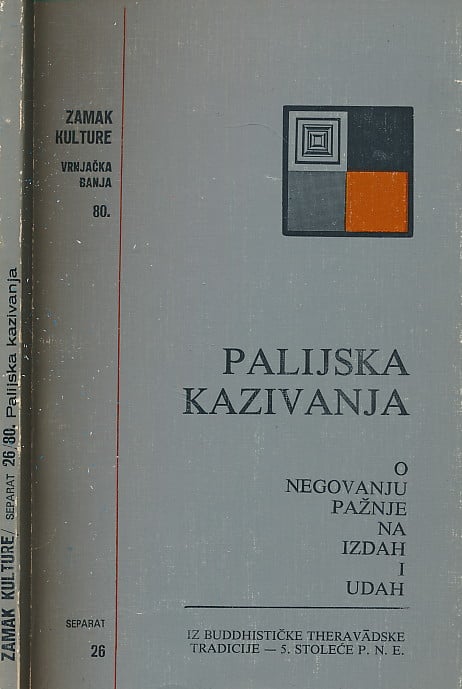 ZAMAK KULTURE/ SEPARAT 26/80. Palijska kazivanja
ZAMAK
KULTURE
VRNJAČKA
BANJA
80.
PALIJSKA
KAZIVANJA
O
NEGOVANJU
PAŽNJE
NA
IZDAH
I
UDAH
SEPARAT
26
IZ BUDDHISTIČKE THERAVĀDSKE
TRADICIJE — 5. STOLEĆE P. N. E.